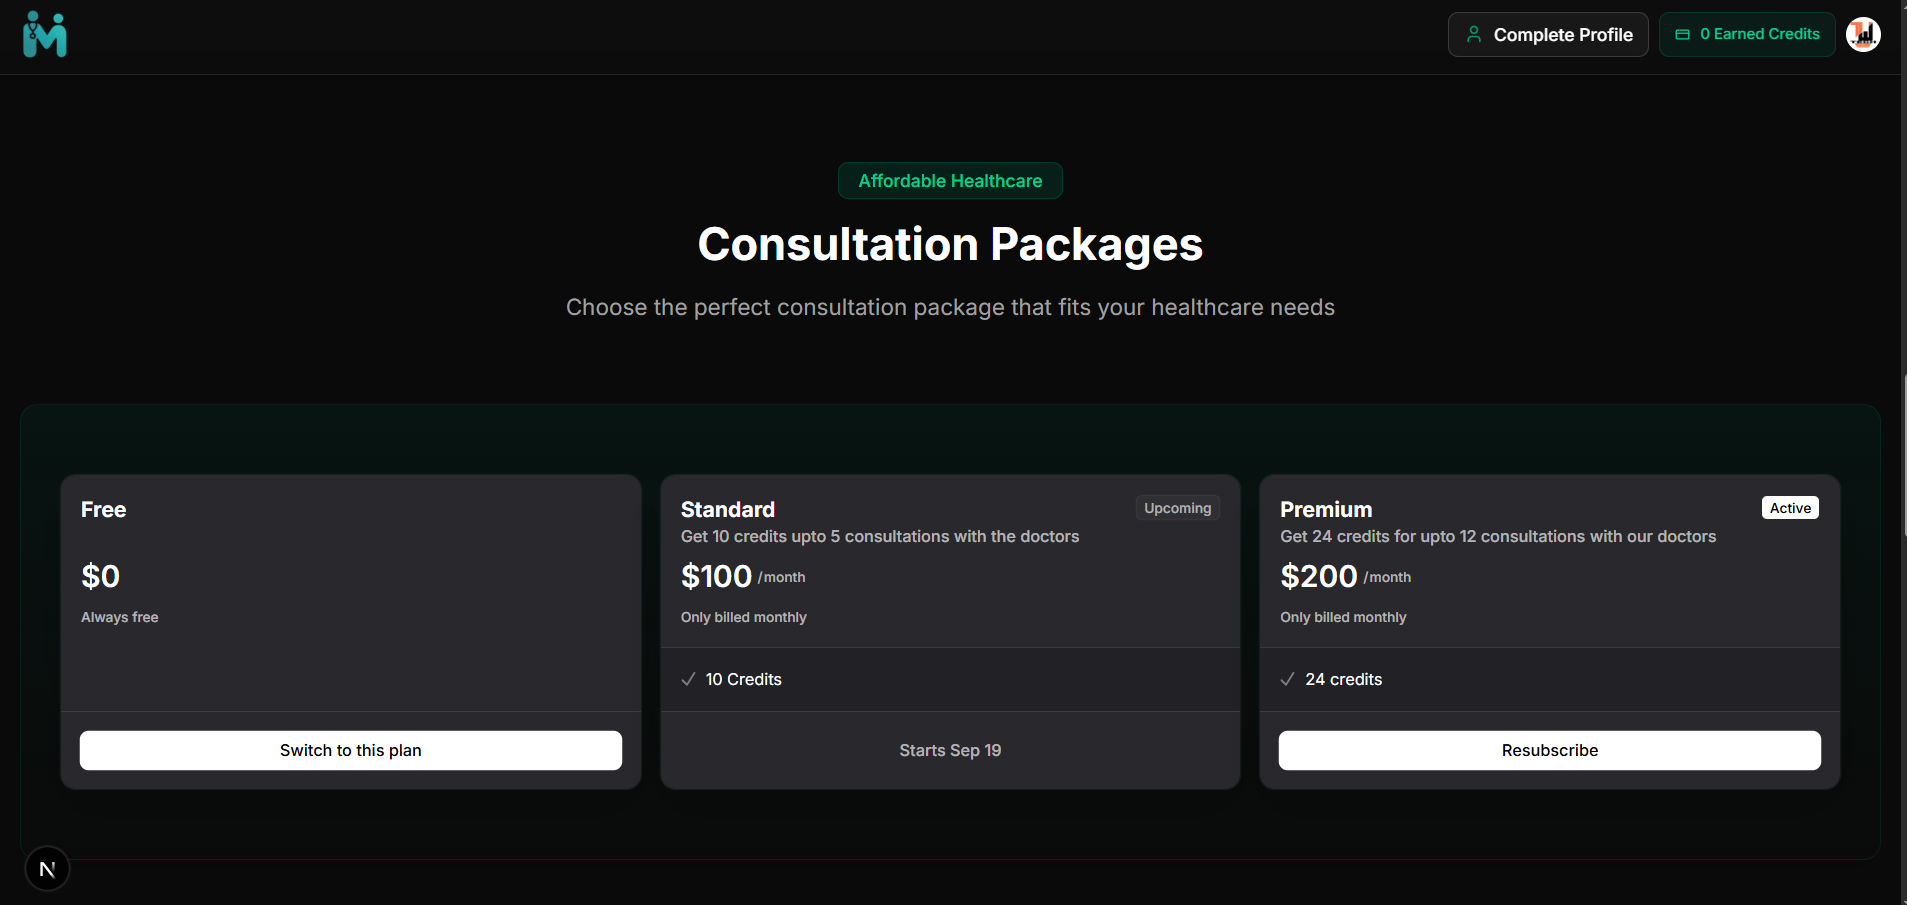 Complete Profile
0 Earned Credits
Affordable Healthcare
Consultation Packages
Choose the perfect consultation package that fits your healthcare needs
Free
$0
Always free
Switch to this plan
Standard
Upcoming
Get 10 credits upto 5 consultations with the doctors
$100 /month
Only billed monthly
10 Credits
Starts Sep 19
Premium
Active
Get 24 credits for upto 12 consultations with our doctors
$200 /month
Only billed monthly
24 credits
Resubscribe
N